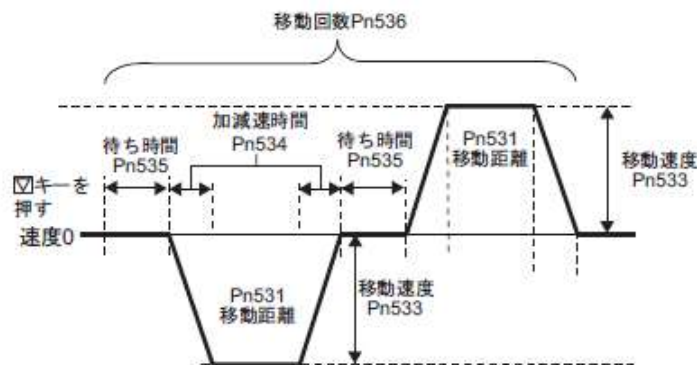 移動回数Pn536
加減速時間
Pn534
待ち時間
Pn535
待ち時間
Pn535
Pn531
移動距離
移動速度
Pn533
▽キーを
押す
速度0
Pn531
移動距離
移動速度
Pn533